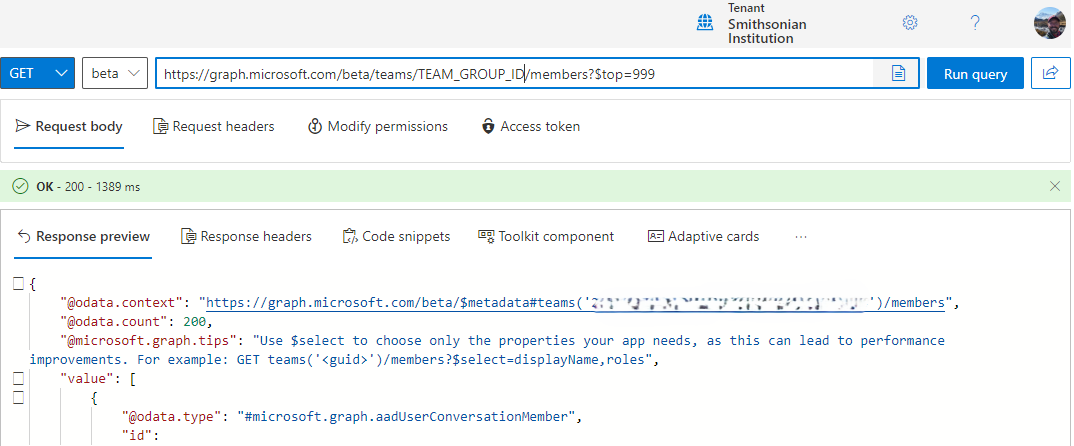 Tenant
Smithsonian
Institution
?
GET
beta
https://graph.microsoft.com/beta/teams/TEAM_GROUP_ID/members?$top=999
Run query
Request body
Request headers
Modify permissions
Access token
OK - 200 - 1389 ms
Response preview
Response headers
Code snippets
Toolkit component
Adaptive cards
...
{
"@odata.context": "https://graph.microsoft.com/beta/$metadata#teams(' ')/members",
"@odata.count": 200,
"@microsoft.graph.tips": "Use $select to choose only the properties your app needs, as this can lead to performance
improvements. For example: GET teams('<guid>')/members?$select=displayName,roles",
"value": [
{
"@odata.type": "#microsoft.graph.aadUserConversationMember",
"id":